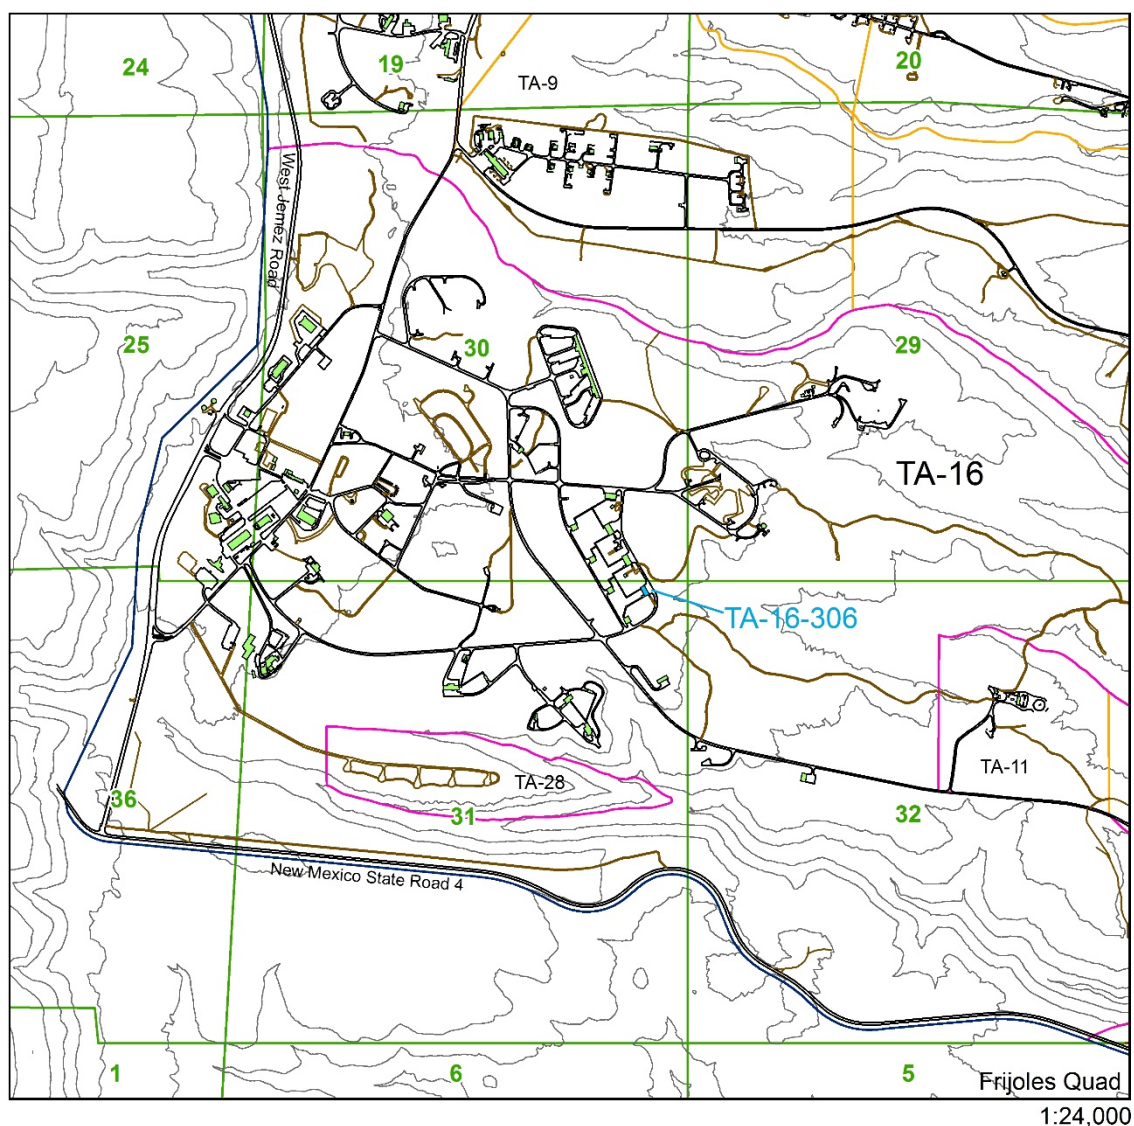 24
19
TA-9
20
West Jemez Road
25
30
29
TA-16
TA-16-306
36
TA-28
31
TA-11
32
New Mexico State Road 4
1
6
5
Frijoles Quad
1:24,000